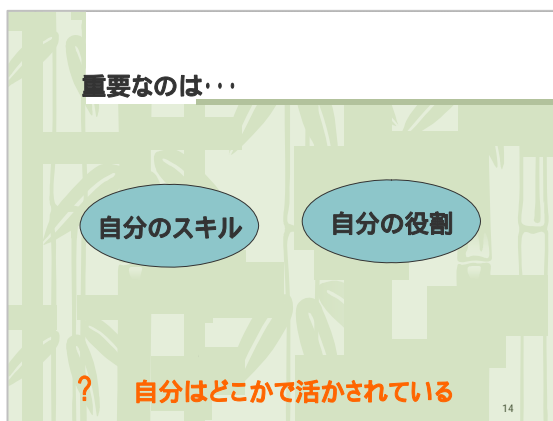 重要なのは･･･
自分のスキル
自分の役割
? 自分はどこかで活かされている
14